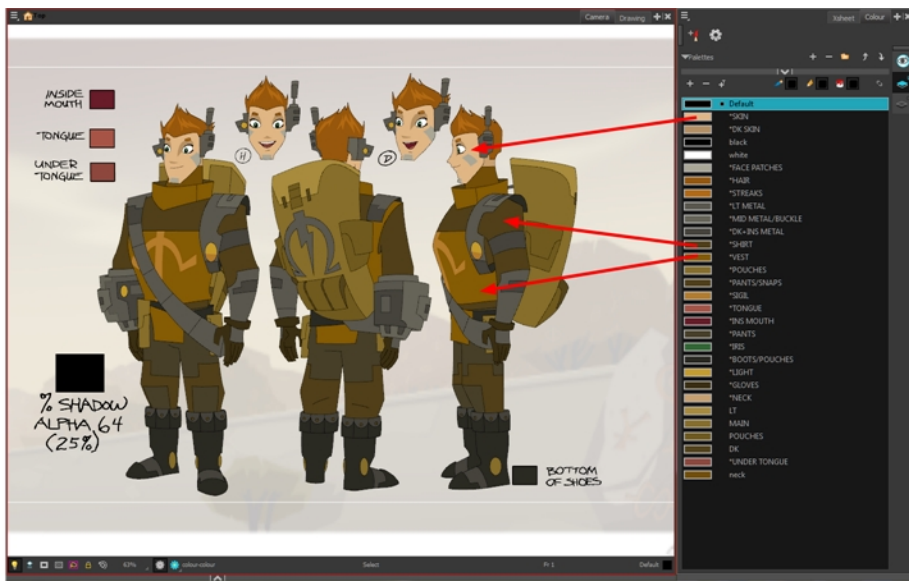 Top
Camera
Drawing
Xsheet
Colour
Palettes
INSIDE
MOUTH
TONGUE
UNDER
TONGUE
H
D
% SHADOW
ALPHA 64
(25%)
BOTTOM
OF SHOES
Default
*SKIN
*DK SKIN
black
white
*FACE PATCHES
*HAIR
*STREAKS
*LT METAL
*MID METAL/BUCKLE
*DK+INS METAL
*SHIRT
*VEST
*POUCHES
*PANTS/SNAPS
*SIGIL
*TONGUE
*INS MOUTH
*PANTS
*IRIS
*BOOTS/POUCHES
*LIGHT
*GLOVES
*NECK
LT
MAIN
POUCHES
DK
*UNDER TONGUE
neck
63%
colour-colour
Select
Fr 1
Default